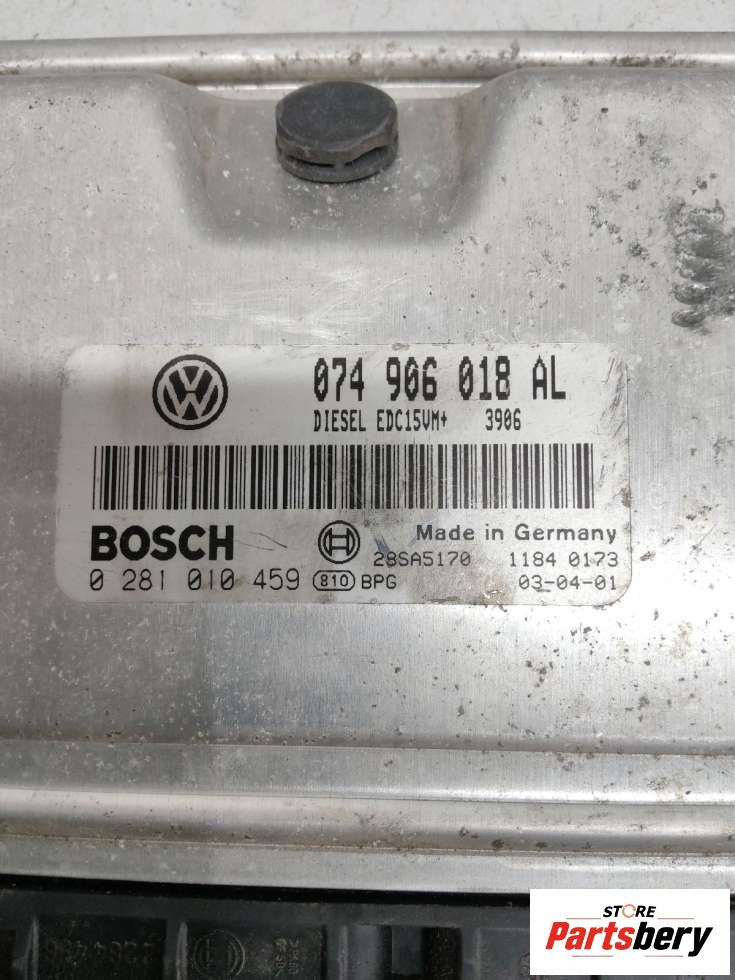 074 906 018 AL
DIESEL EDC15VM+ 3906
BOSCH
Made in Germany
28SA5170 1184 0173
0 281 010 459 810 BPG 03-04-01
STORE
Partsbery